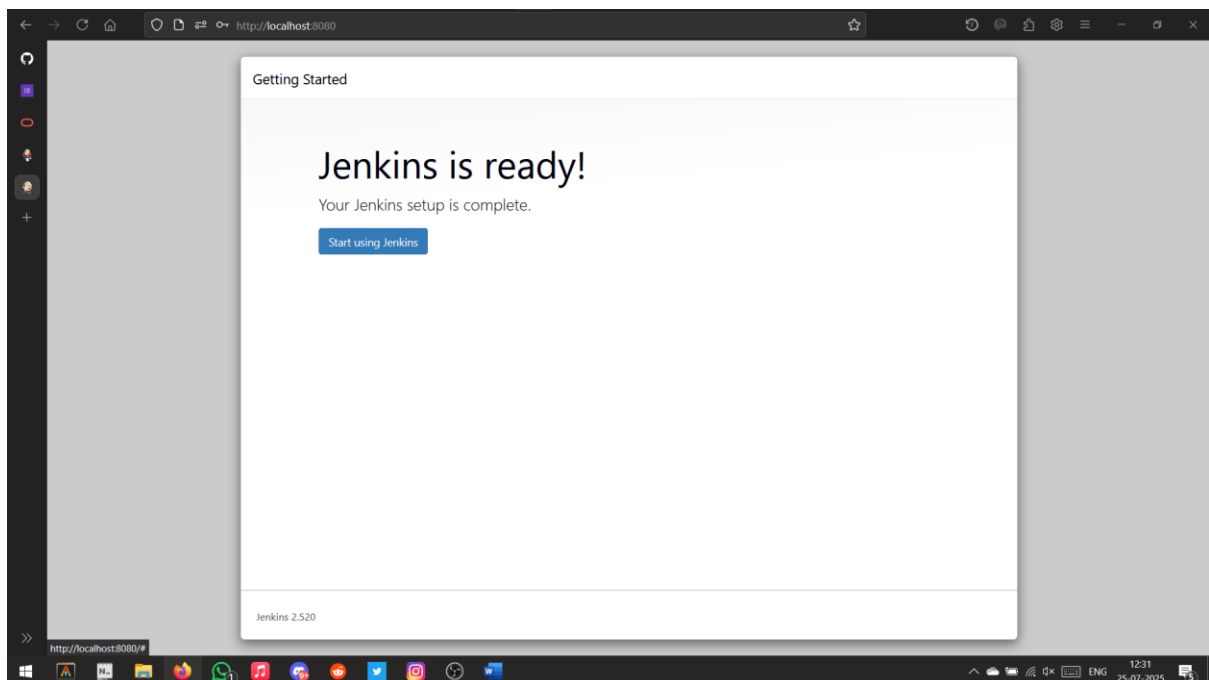 http://localhost:8080
Getting Started
Jenkins is ready!
Your Jenkins setup is complete.
Start using Jenkins
Jenkins 2.520
http://localhost:8080/#
ENG
12:31
25-07-2025